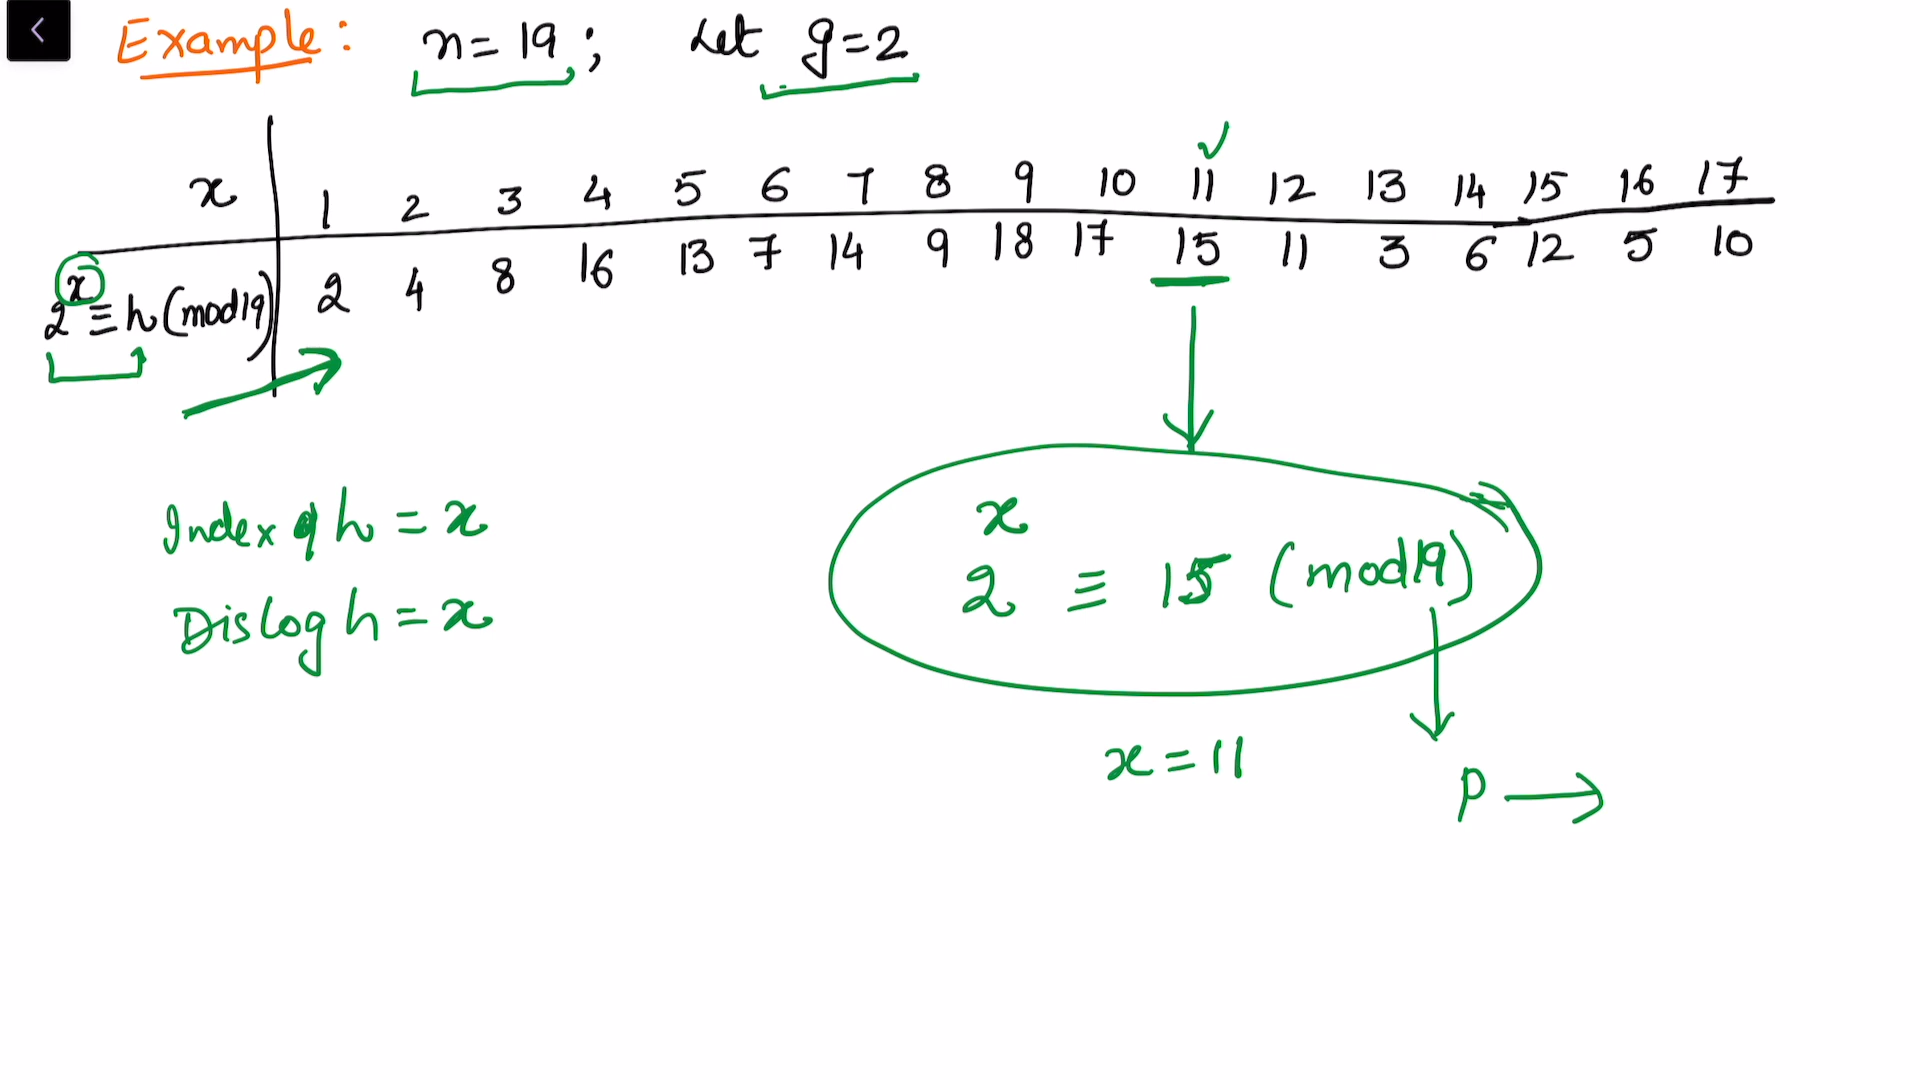 Example: n = 19 ; Let g = 2
x 1 2 3 4 5 6 7 8 9 10 11 ✓ 12 13 14 15 16 17
2^x ≡ h (mod 19) 2 4 8 16 13 7 14 9 18 17 15 11 3 6 12 5 10
Index of h = x
Dis log h = x
2^x ≡ 15 (mod 19)
x = 11
P →